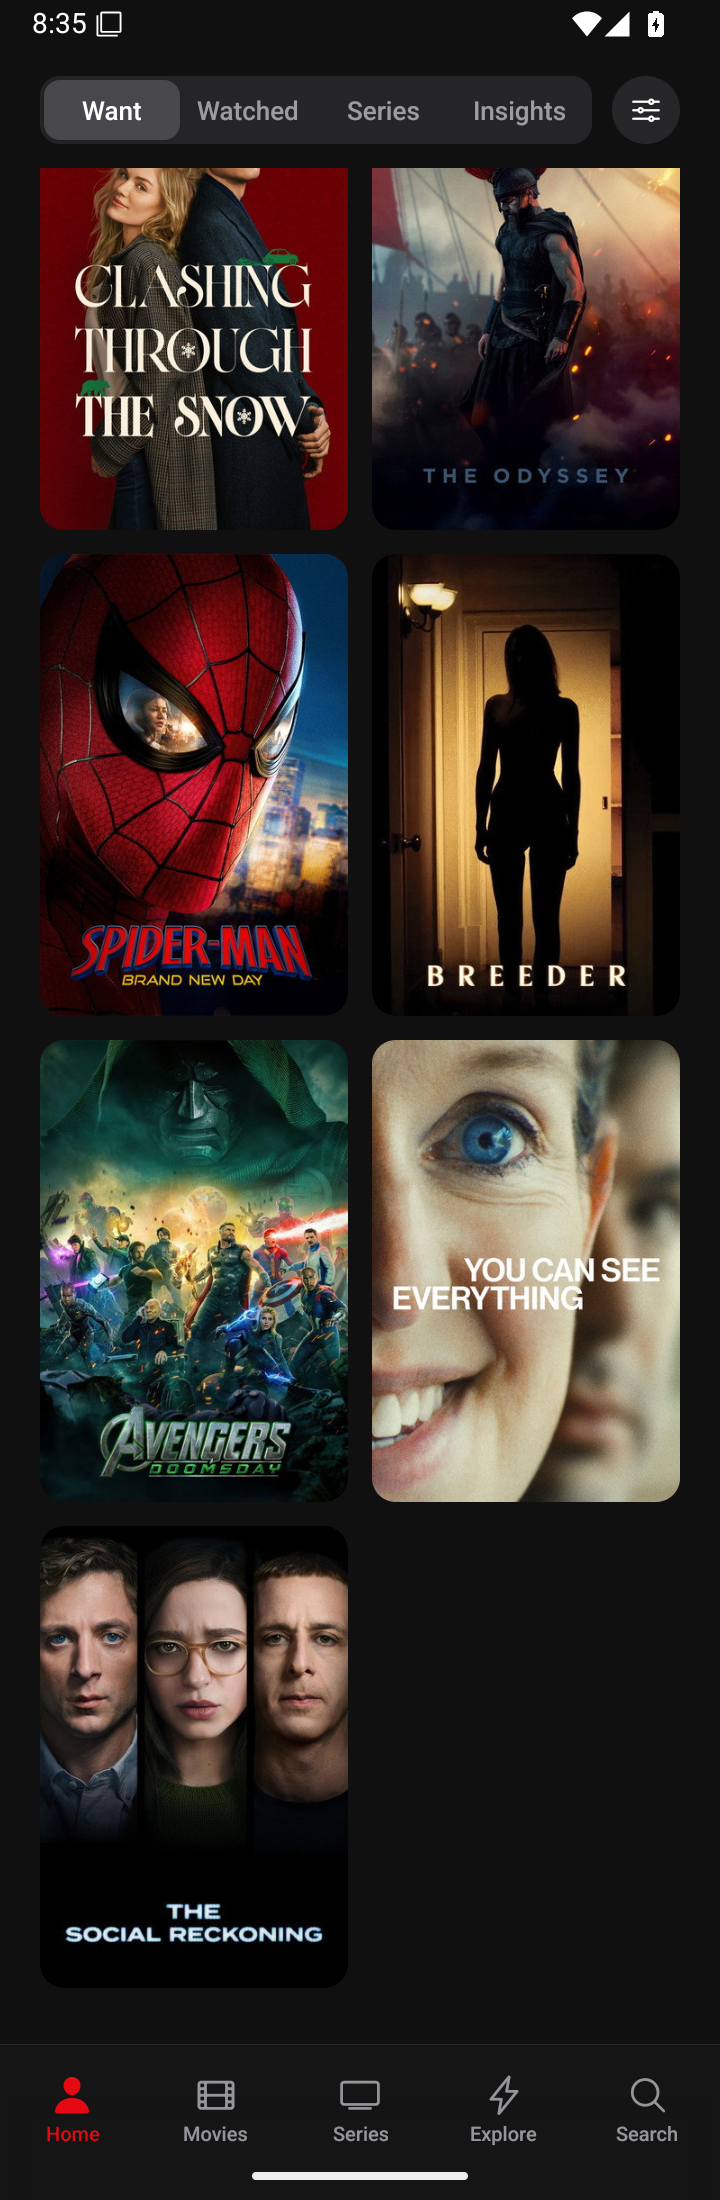 8:35
Want Watched Series Insights
CLASHING
THROUGH
THE SNOW
THE ODYSSEY
SPIDER-MAN
BRAND NEW DAY
BREEDER
AVENGERS
DOOMSDAY
YOU CAN SEE
EVERYTHING
THE
SOCIAL RECKONING
Home Movies Series Explore Search